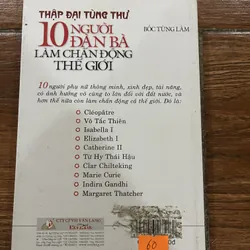 THẬP ĐẠI TÙNG THƯ
10 NGƯỜI
ĐÀN BÀ
BỐC TÙNG LÂM
LÀM CHẤN ĐỘNG
THẾ GIỚI
10 người phụ nữ thông minh, xinh đẹp, tài năng,
có ảnh hưởng vô cùng to lớn đối với đất nước, và
hơn thế nữa còn làm chấn động cả thế giới. Đó là:
Cléopâtre
Võ Tắc Thiên
Isabella I
Elizabeth I
Catherine II
Từ Hy Thái Hậu
Clar Chilteking
Marie Curie
Indira Gandhi
Margaret Thatcher
60